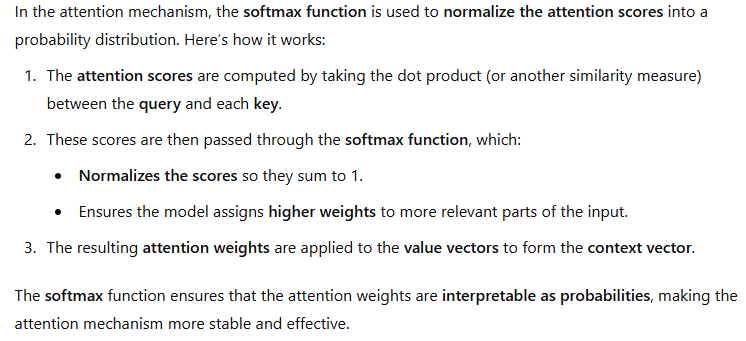 In the attention mechanism, the softmax function is used to normalize the attention scores into a
probability distribution. Here's how it works:
1. The attention scores are computed by taking the dot product (or another similarity measure)
between the query and each key.
2. These scores are then passed through the softmax function, which:
• Normalizes the scores so they sum to 1.
• Ensures the model assigns higher weights to more relevant parts of the input.
3. The resulting attention weights are applied to the value vectors to form the context vector.
The softmax function ensures that the attention weights are interpretable as probabilities, making the
attention mechanism more stable and effective.